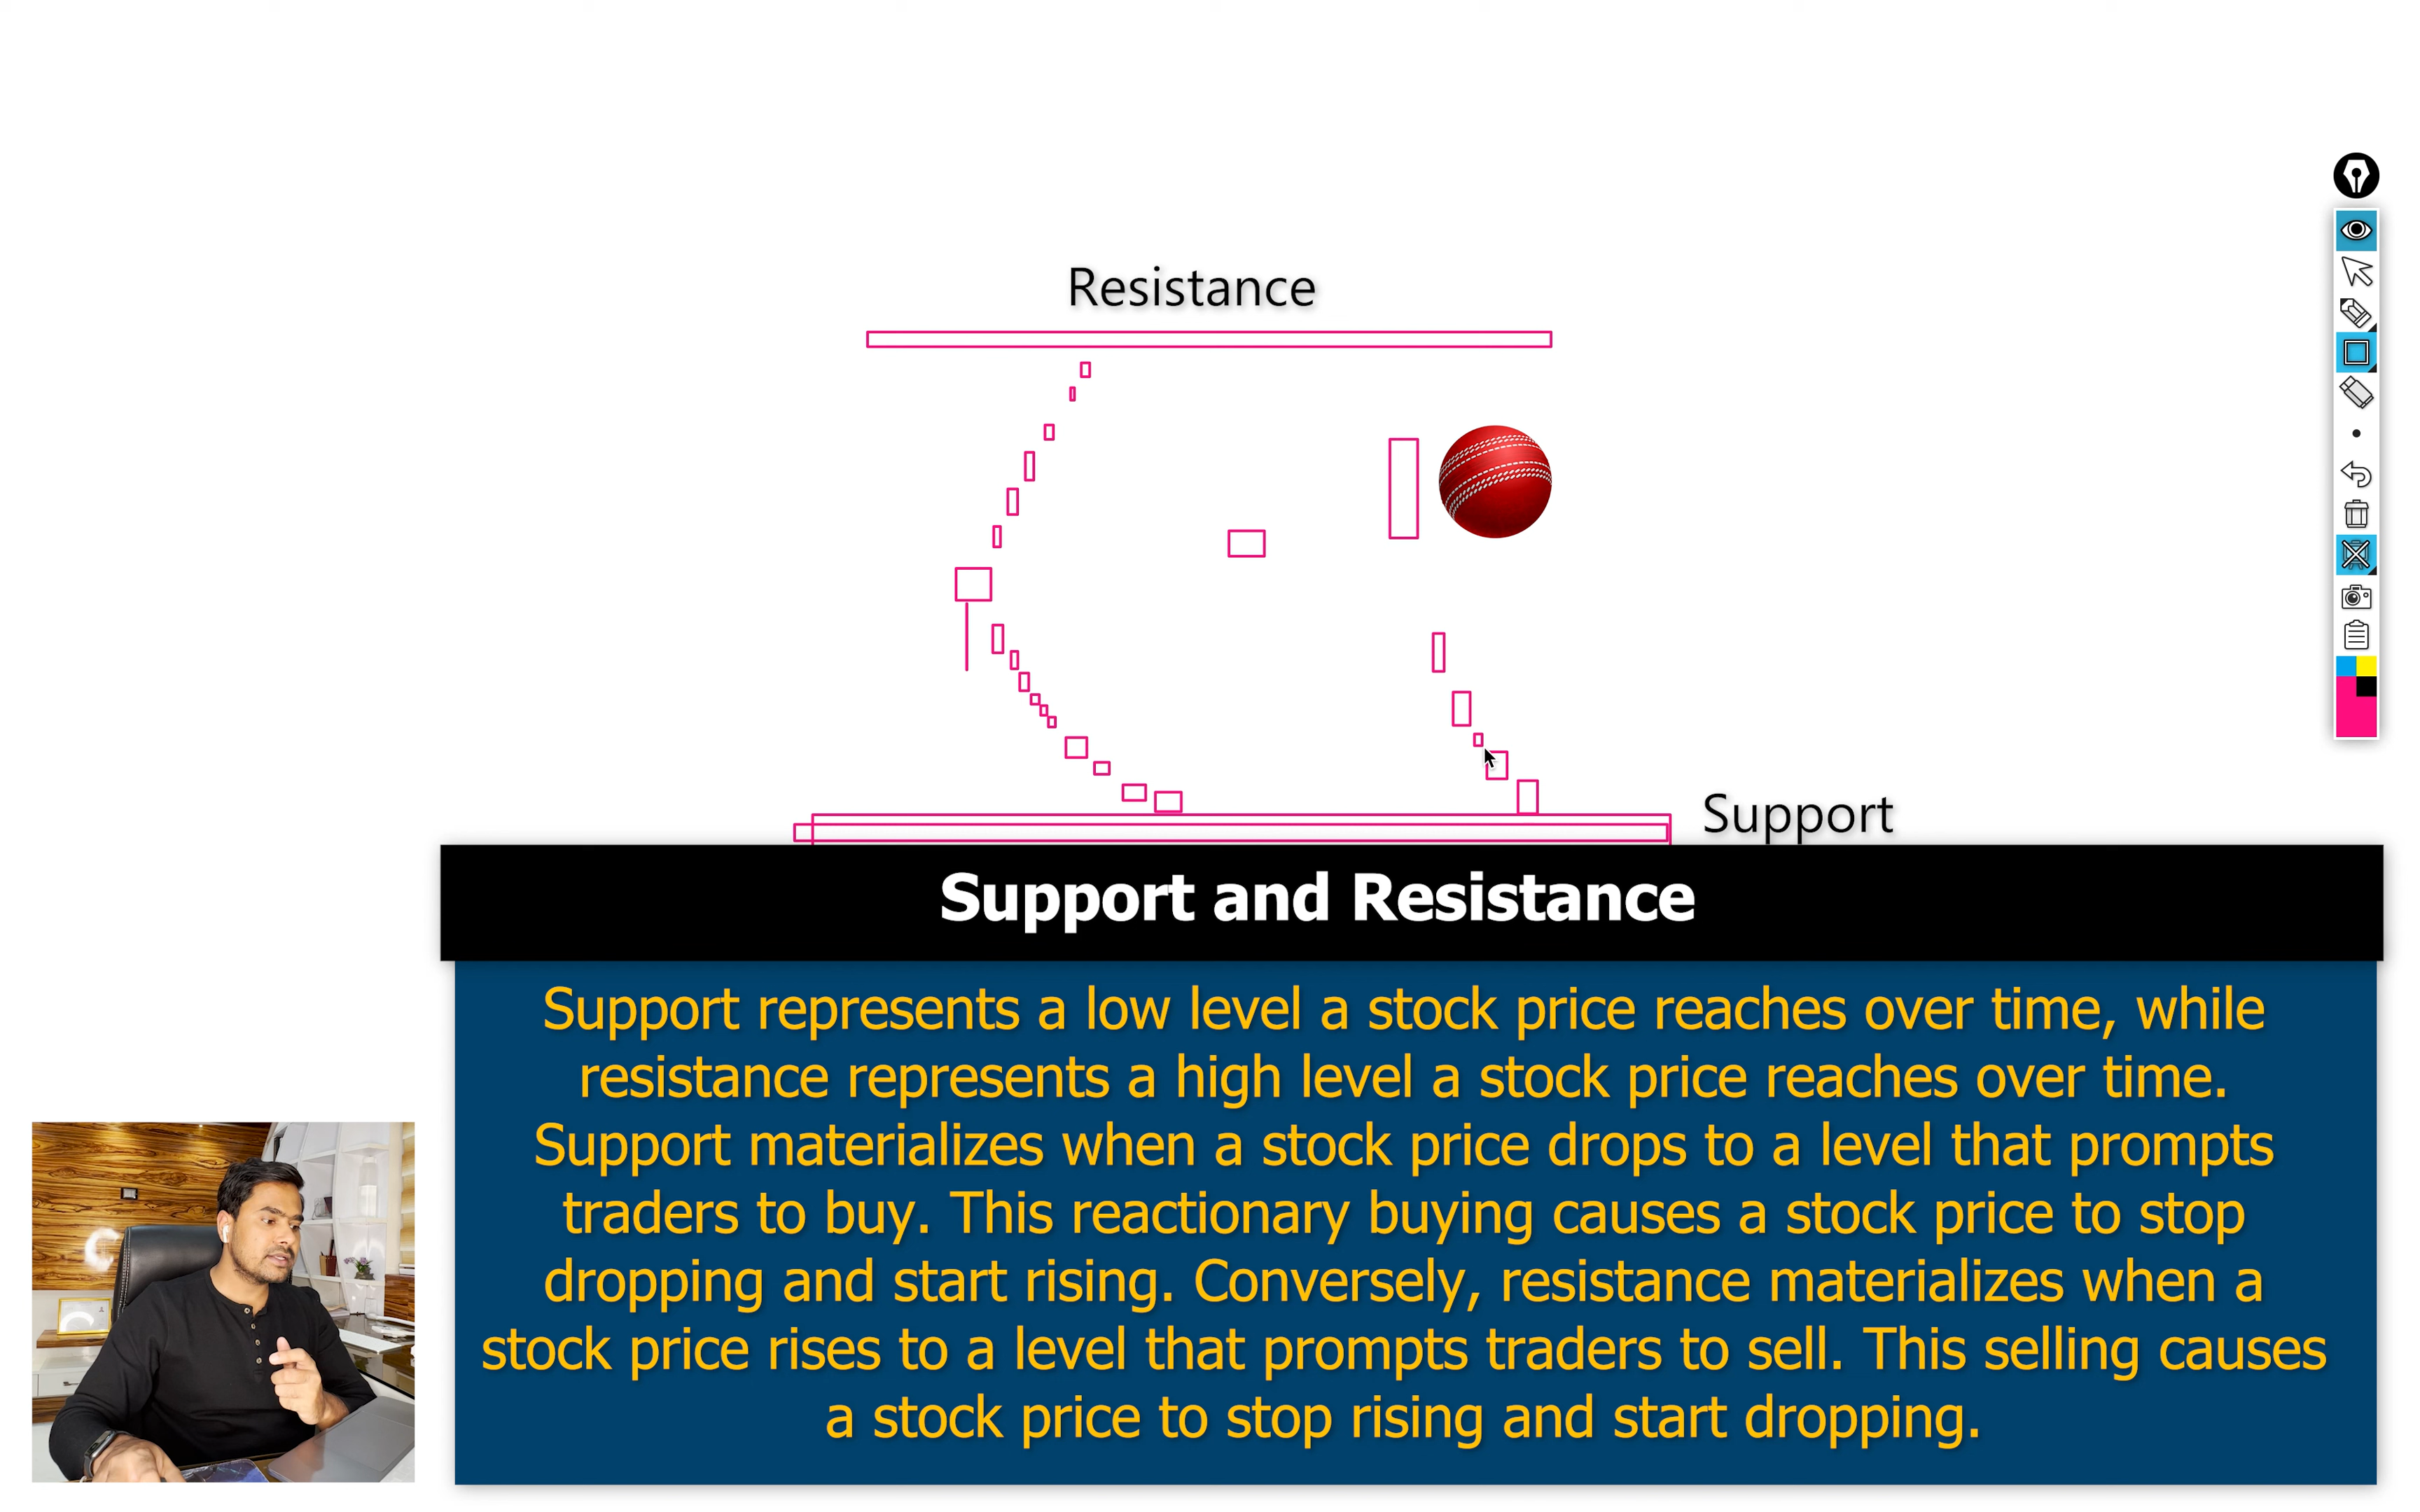 Resistance
Support
Support and Resistance
Support represents a low level a stock price reaches over time, while
resistance represents a high level a stock price reaches over time.
Support materializes when a stock price drops to a level that prompts
traders to buy. This reactionary buying causes a stock price to stop
dropping and start rising. Conversely, resistance materializes when a
stock price rises to a level that prompts traders to sell. This selling causes
a stock price to stop rising and start dropping.